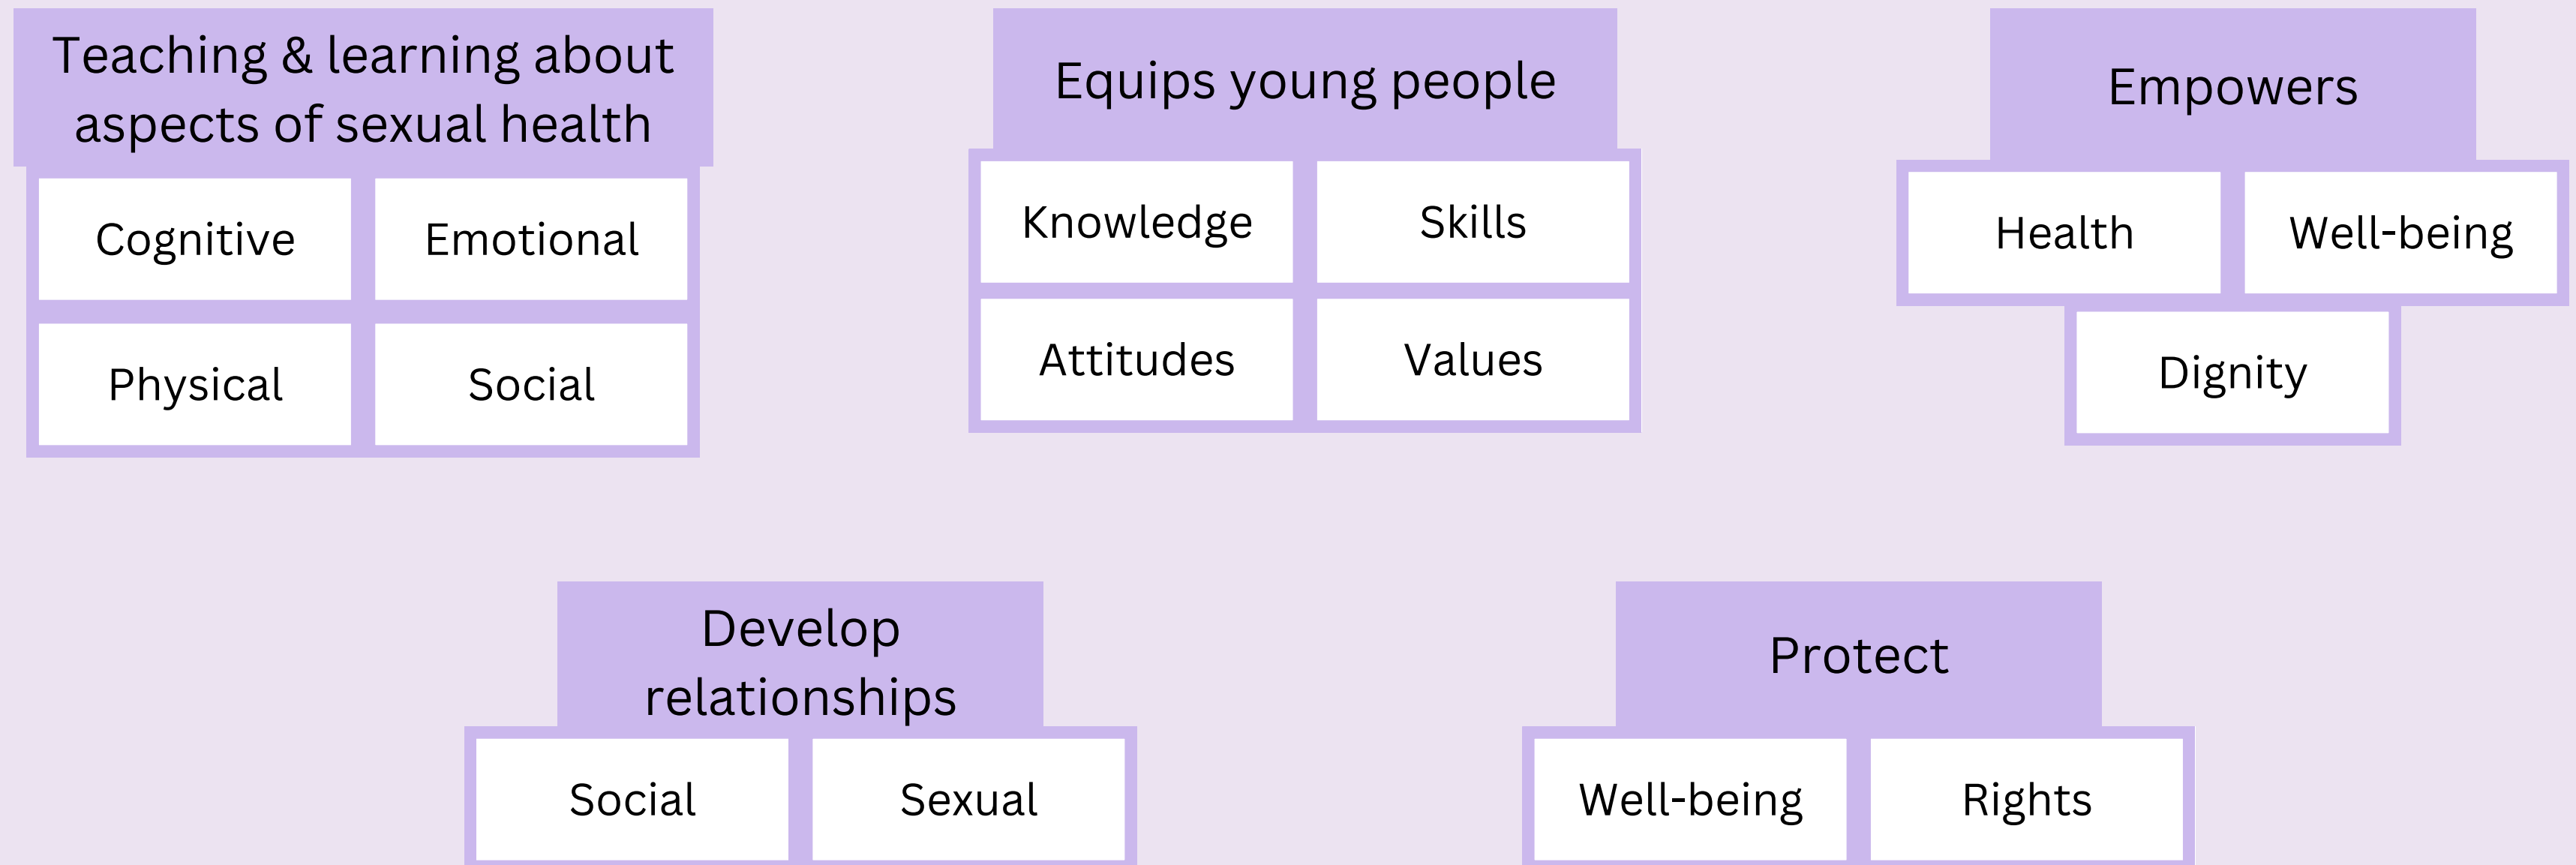 Teaching & learning about
aspects of sexual health
Cognitive
Emotional
Physical
Social
Equips young people
Knowledge
Skills
Attitudes
Values
Empowers
Health
Well-being
Dignity
Develop
relationships
Social
Sexual
Protect
Well-being
Rights